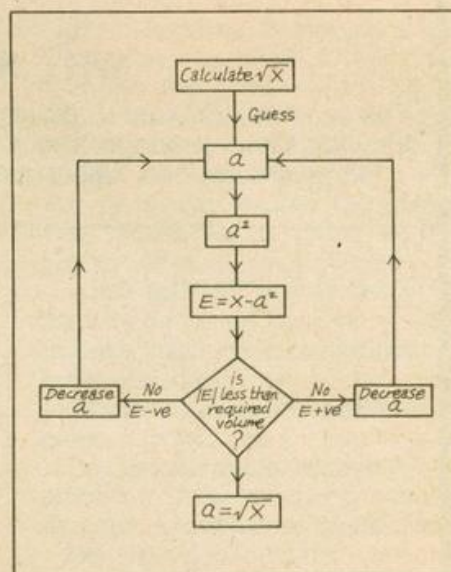 Calculate √x
Guess
a
a²
E = x-a²
Is
|E| less than
required
volume
?
No
E-ve
Decrease
a
No
E+ve
Decrease
a
a = √x